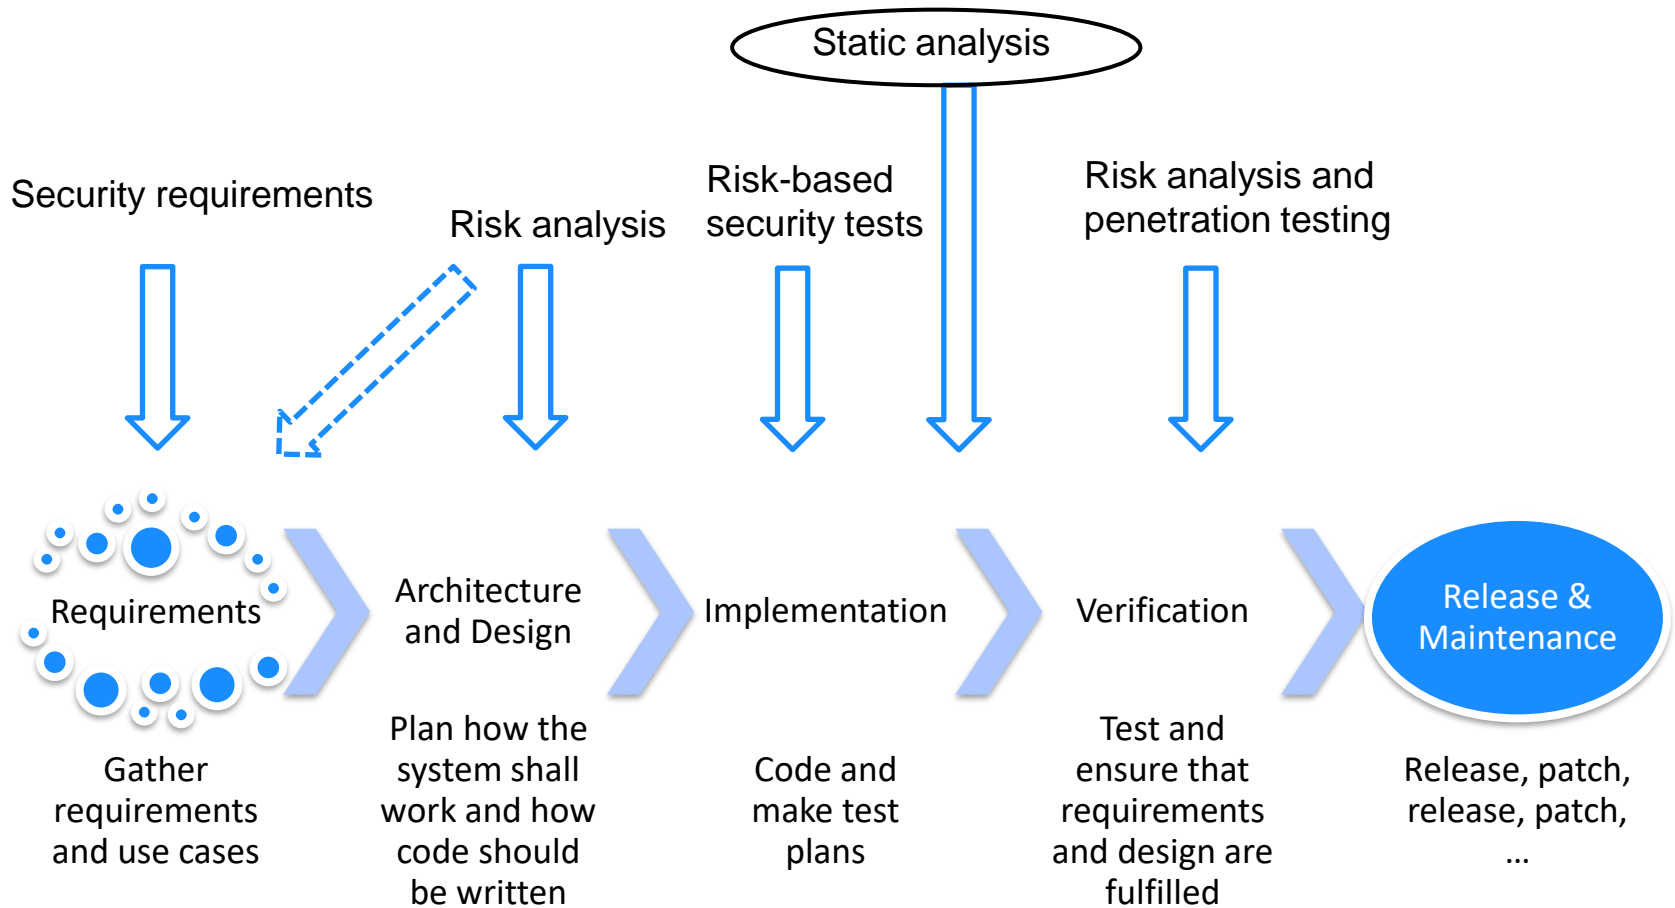 Static analysis
Security requirements
Risk analysis
Risk-based
security tests
Risk analysis and
penetration testing
Requirements
Architecture
and Design
Implementation
Verification
Release &
Maintenance
Gather
requirements
and use cases
Plan how the
system shall
work and how
code should
be written
Code and
make test
plans
Test and
ensure that
requirements
and design are
fulfilled
Release, patch,
release, patch,
...